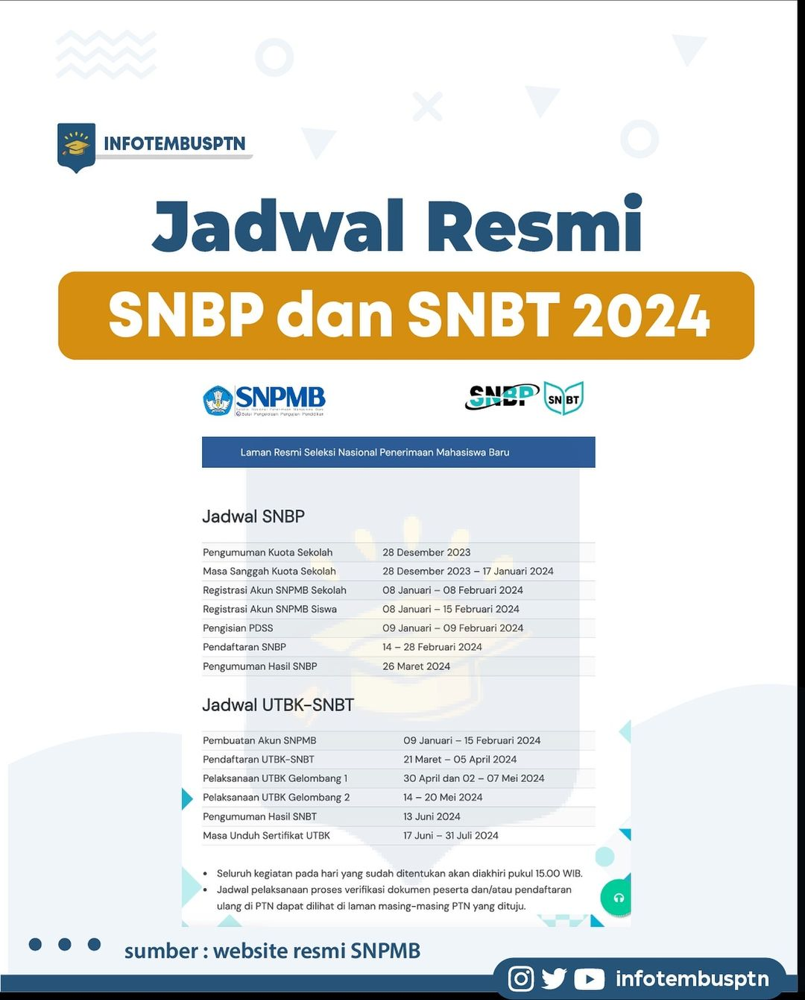 INFOTEMBUSPTN
Jadwal Resmi
SNBP dan SNBT 2024
SNPMB
SNBP SNBT
Laman Resmi Seleksi Nasional Penerimaan Mahasiswa Baru
Jadwal SNBP
Pengumuman Kuota Sekolah 28 Desember 2023
Masa Sanggah Kuota Sekolah 28 Desember 2023 – 17 Januari 2024
Registrasi Akun SNPMB Sekolah 08 Januari – 08 Februari 2024
Registrasi Akun SNPMB Siswa 08 Januari – 15 Februari 2024
Pengisian PDSS 09 Januari – 09 Februari 2024
Pendaftaran SNBP 14 – 28 Februari 2024
Pengumuman Hasil SNBP 26 Maret 2024
Jadwal UTBK-SNBT
Pembuatan Akun SNPMB 09 Januari – 15 Februari 2024
Pendaftaran UTBK-SNBT 21 Maret – 05 April 2024
Pelaksanaan UTBK Gelombang 1 30 April dan 02 – 07 Mei 2024
Pelaksanaan UTBK Gelombang 2 14 – 20 Mei 2024
Pengumuman Hasil SNBT 13 Juni 2024
Masa Unduh Sertifikat UTBK 17 Juni – 31 Juli 2024
• Seluruh kegiatan pada hari yang sudah ditentukan akan diakhiri pukul 15.00 WIB.
• Jadwal pelaksanaan proses verifikasi dokumen peserta dan/atau pendaftaran
ulang di PTN dapat dilihat di laman masing-masing PTN yang dituju.
sumber : website resmi SNPMB
infotembusptn